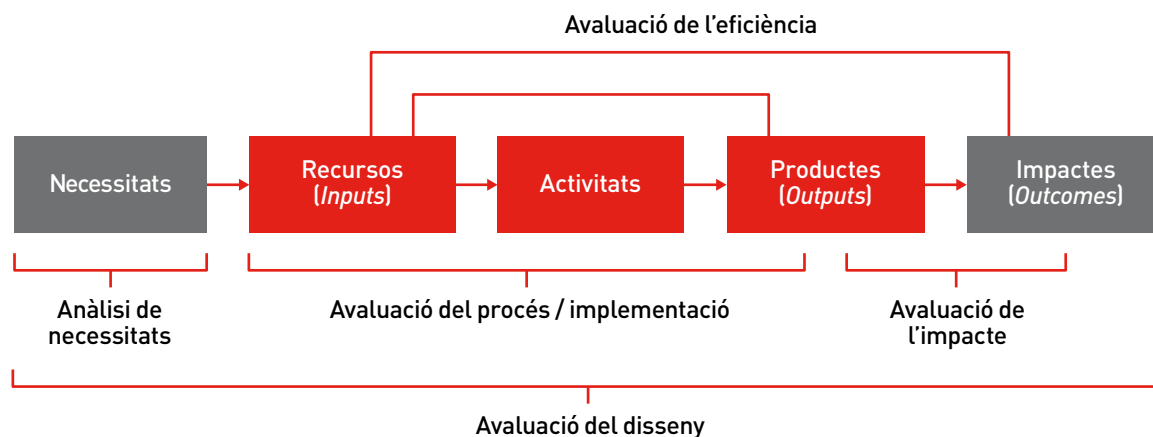 Avaluació de l’eficiència
Necessitats
Recursos
(Inputs)
Activitats
Productes
(Outputs)
Impactes
(Outcomes)
Anàlisi de
necessitats
Avaluació del procés / implementació
Avaluació de
l’impacte
Avaluació del disseny